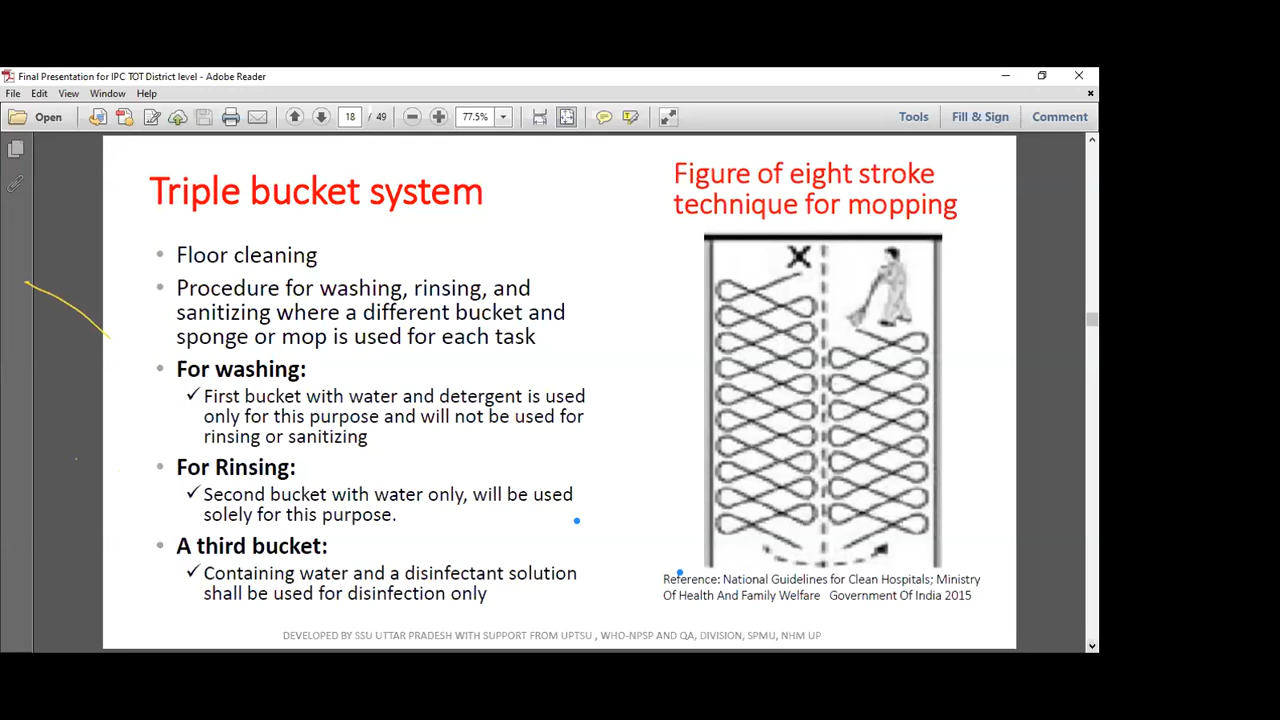 Final Presentation for IPC TOT District level - Adobe Reader
File Edit View Window Help
Open 18 / 49 77.5% Tools Fill & Sign Comment
Triple bucket system
• Floor cleaning
• Procedure for washing, rinsing, and
sanitizing where a different bucket and
sponge or mop is used for each task
• For washing:
✓ First bucket with water and detergent is used
only for this purpose and will not be used for
rinsing or sanitizing
• For Rinsing:
✓ Second bucket with water only, will be used
solely for this purpose.
• A third bucket:
✓ Containing water and a disinfectant solution
shall be used for disinfection only
Figure of eight stroke
technique for mopping
X
Reference: National Guidelines for Clean Hospitals; Ministry
Of Health And Family Welfare Government Of India 2015
DEVELOPED BY SSU UTTAR PRADESH WITH SUPPORT FROM UPTSU , WHO-NPSP AND QA, DIVISION, SPMU, NHM UP